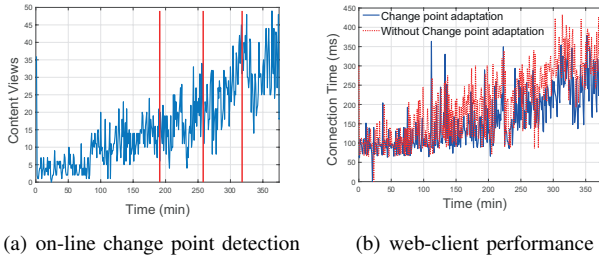 50
45
40
35
30
25
20
15
10
5
0
0 50 100 150 200 250 300 350
Content Views
Time (min)
(a) on-line change point detection
450
400
350
300
250
200
150
100
50
0
0 50 100 150 200 250 300 350
Connection Time (ms)
Time (min)
Change point adaptation
Without Change point adaptation
(b) web-client performance